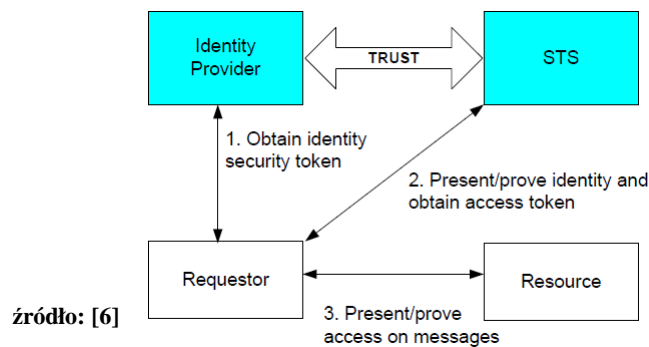 Identity
Provider
TRUST
STS
1. Obtain identity
security token
2. Present/prove identity and
obtain access token
Requestor
Resource
3. Present/prove
access on messages
źródło: [6]